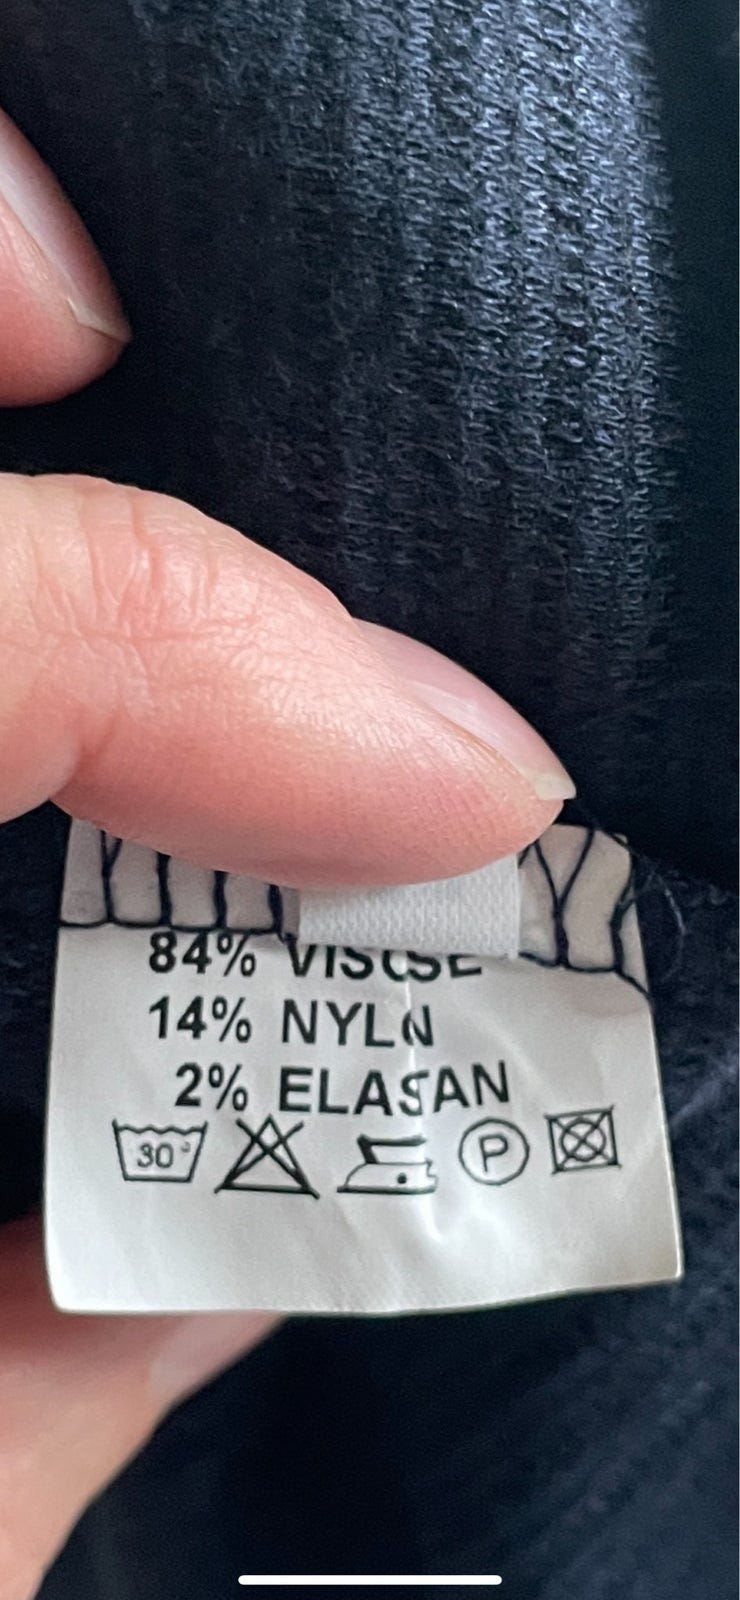 84% VISCSE
14% NYLN
2% ELASAN
30°
P